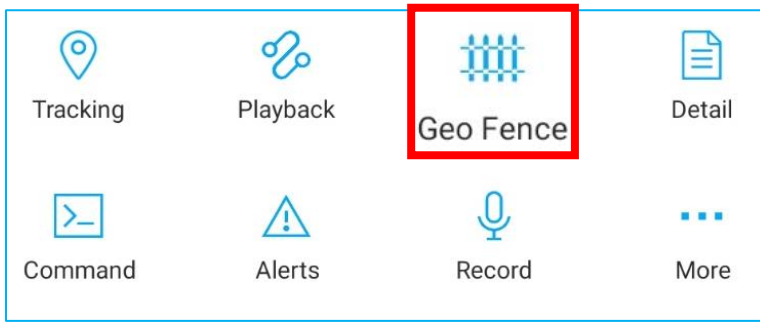 Tracking
Playback
Geo Fence
Detail
Command
Alerts
Record
More